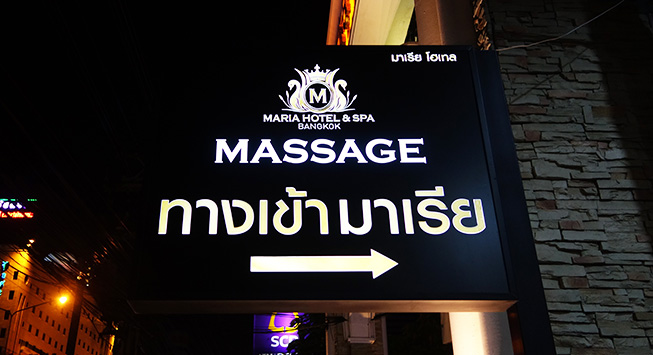 มาเรีย โฮเทล
M
MARIA HOTEL & SPA
BANGKOK
MASSAGE
ทางเข้ามาเรีย